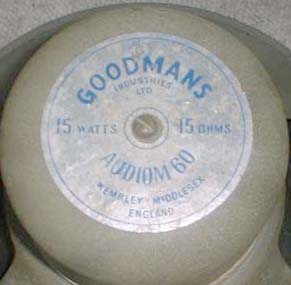 GOODMANS
INDUSTRIES
LTD
15 WATTS 15 OHMS
AUDIOM 60
WEMBLEY - MIDDLESEX
ENGLAND